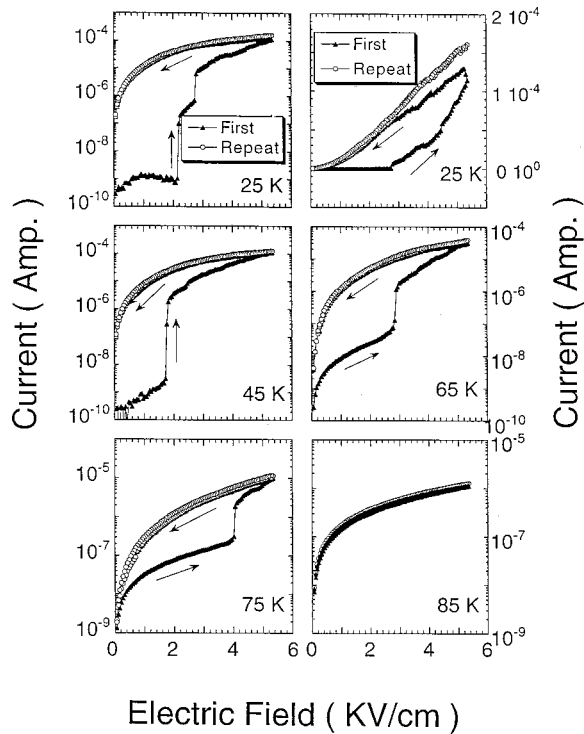 10^-4
10^-6
10^-8
10^-10
First
Repeat
25 K
First
Repeat
25 K
2 10^-4
1 10^-4
0 10^0
10^-4
10^-6
10^-8
10^-10
45 K
65 K
10^-4
10^-6
10^-8
10^-10
10^-5
10^-7
10^-9
75 K
0 2 4 6
85 K
0 2 4 6
10^-5
10^-7
10^-9
Current ( Amp. )
Current ( Amp. )
Electric Field ( KV/cm )